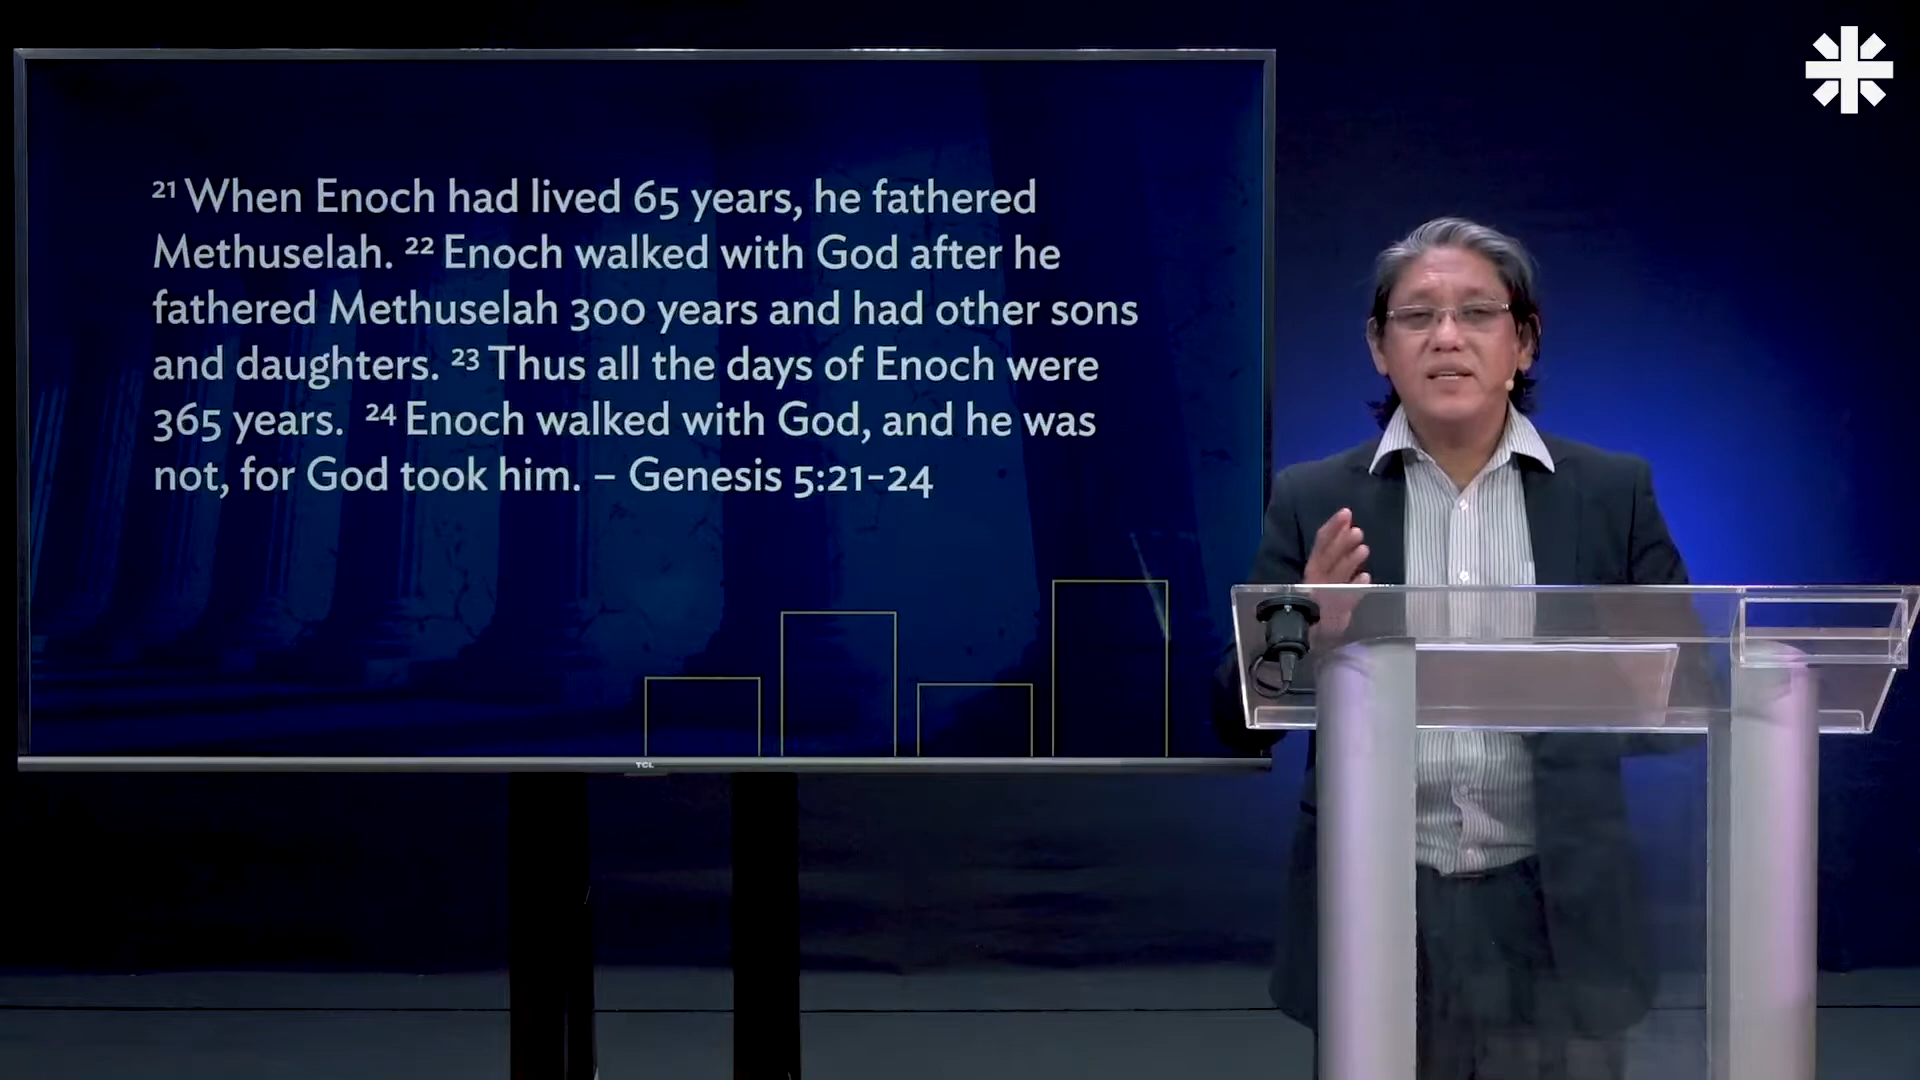 ²¹ When Enoch had lived 65 years, he fathered
Methuselah. ²² Enoch walked with God after he
fathered Methuselah 300 years and had other sons
and daughters. ²³ Thus all the days of Enoch were
365 years. ²⁴ Enoch walked with God, and he was
not, for God took him. – Genesis 5:21-24
TCL